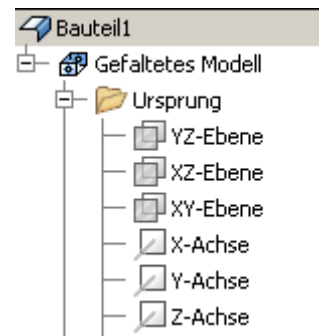 Bauteil1
Gefaltetes Modell
Ursprung
YZ-Ebene
XZ-Ebene
XY-Ebene
X-Achse
Y-Achse
Z-Achse